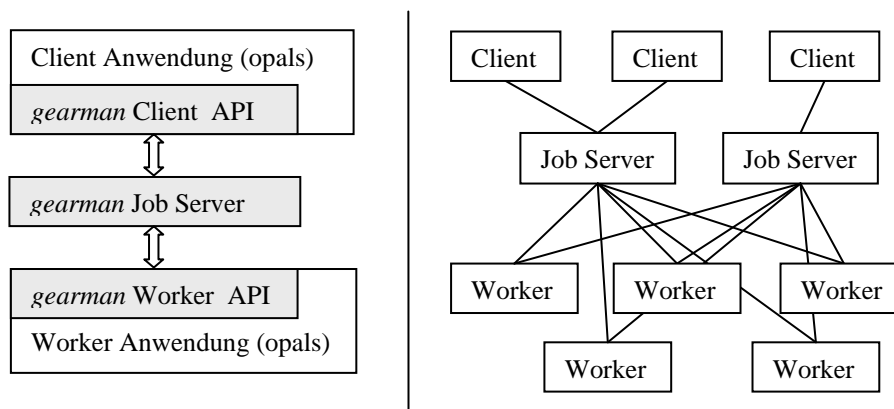 Client Anwendung (opals)
gearman Client API
gearman Job Server
gearman Worker API
Worker Anwendung (opals)
Client Client Client
Job Server Job Server
Worker Worker Worker
Worker Worker